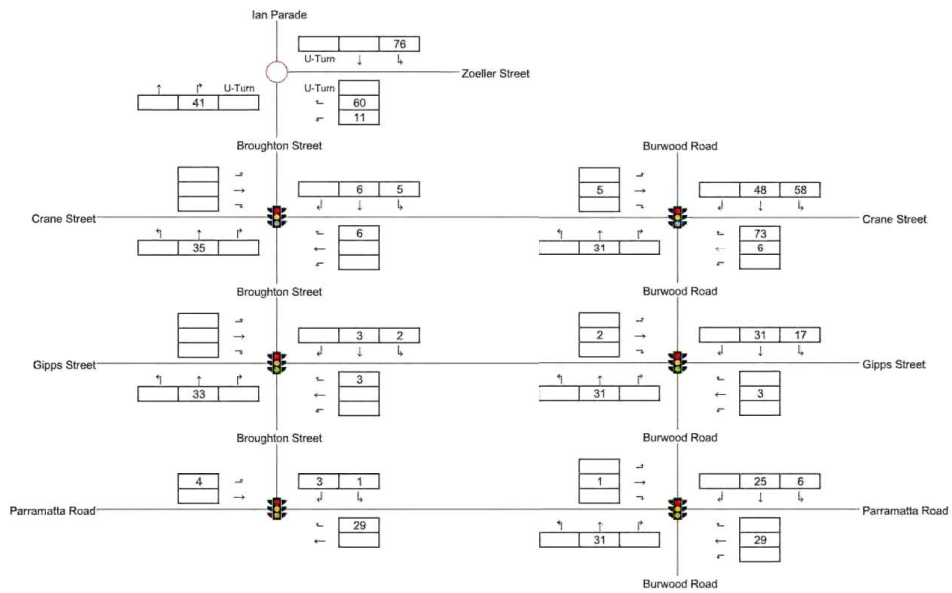 Ian Parade
76
U-Turn
Zoeller Street
U-Turn
41
U-Turn
60
11
Broughton Street
Burwood Road
6 5
5
48 58
Crane Street
Crane Street
6
35
73
6
31
Broughton Street
Burwood Road
3 2
2
31 17
Gipps Street
Gipps Street
3
33
3
31
Broughton Street
Burwood Road
4
3 1
1
25 6
Parramatta Road
Parramatta Road
29
29
31
Burwood Road